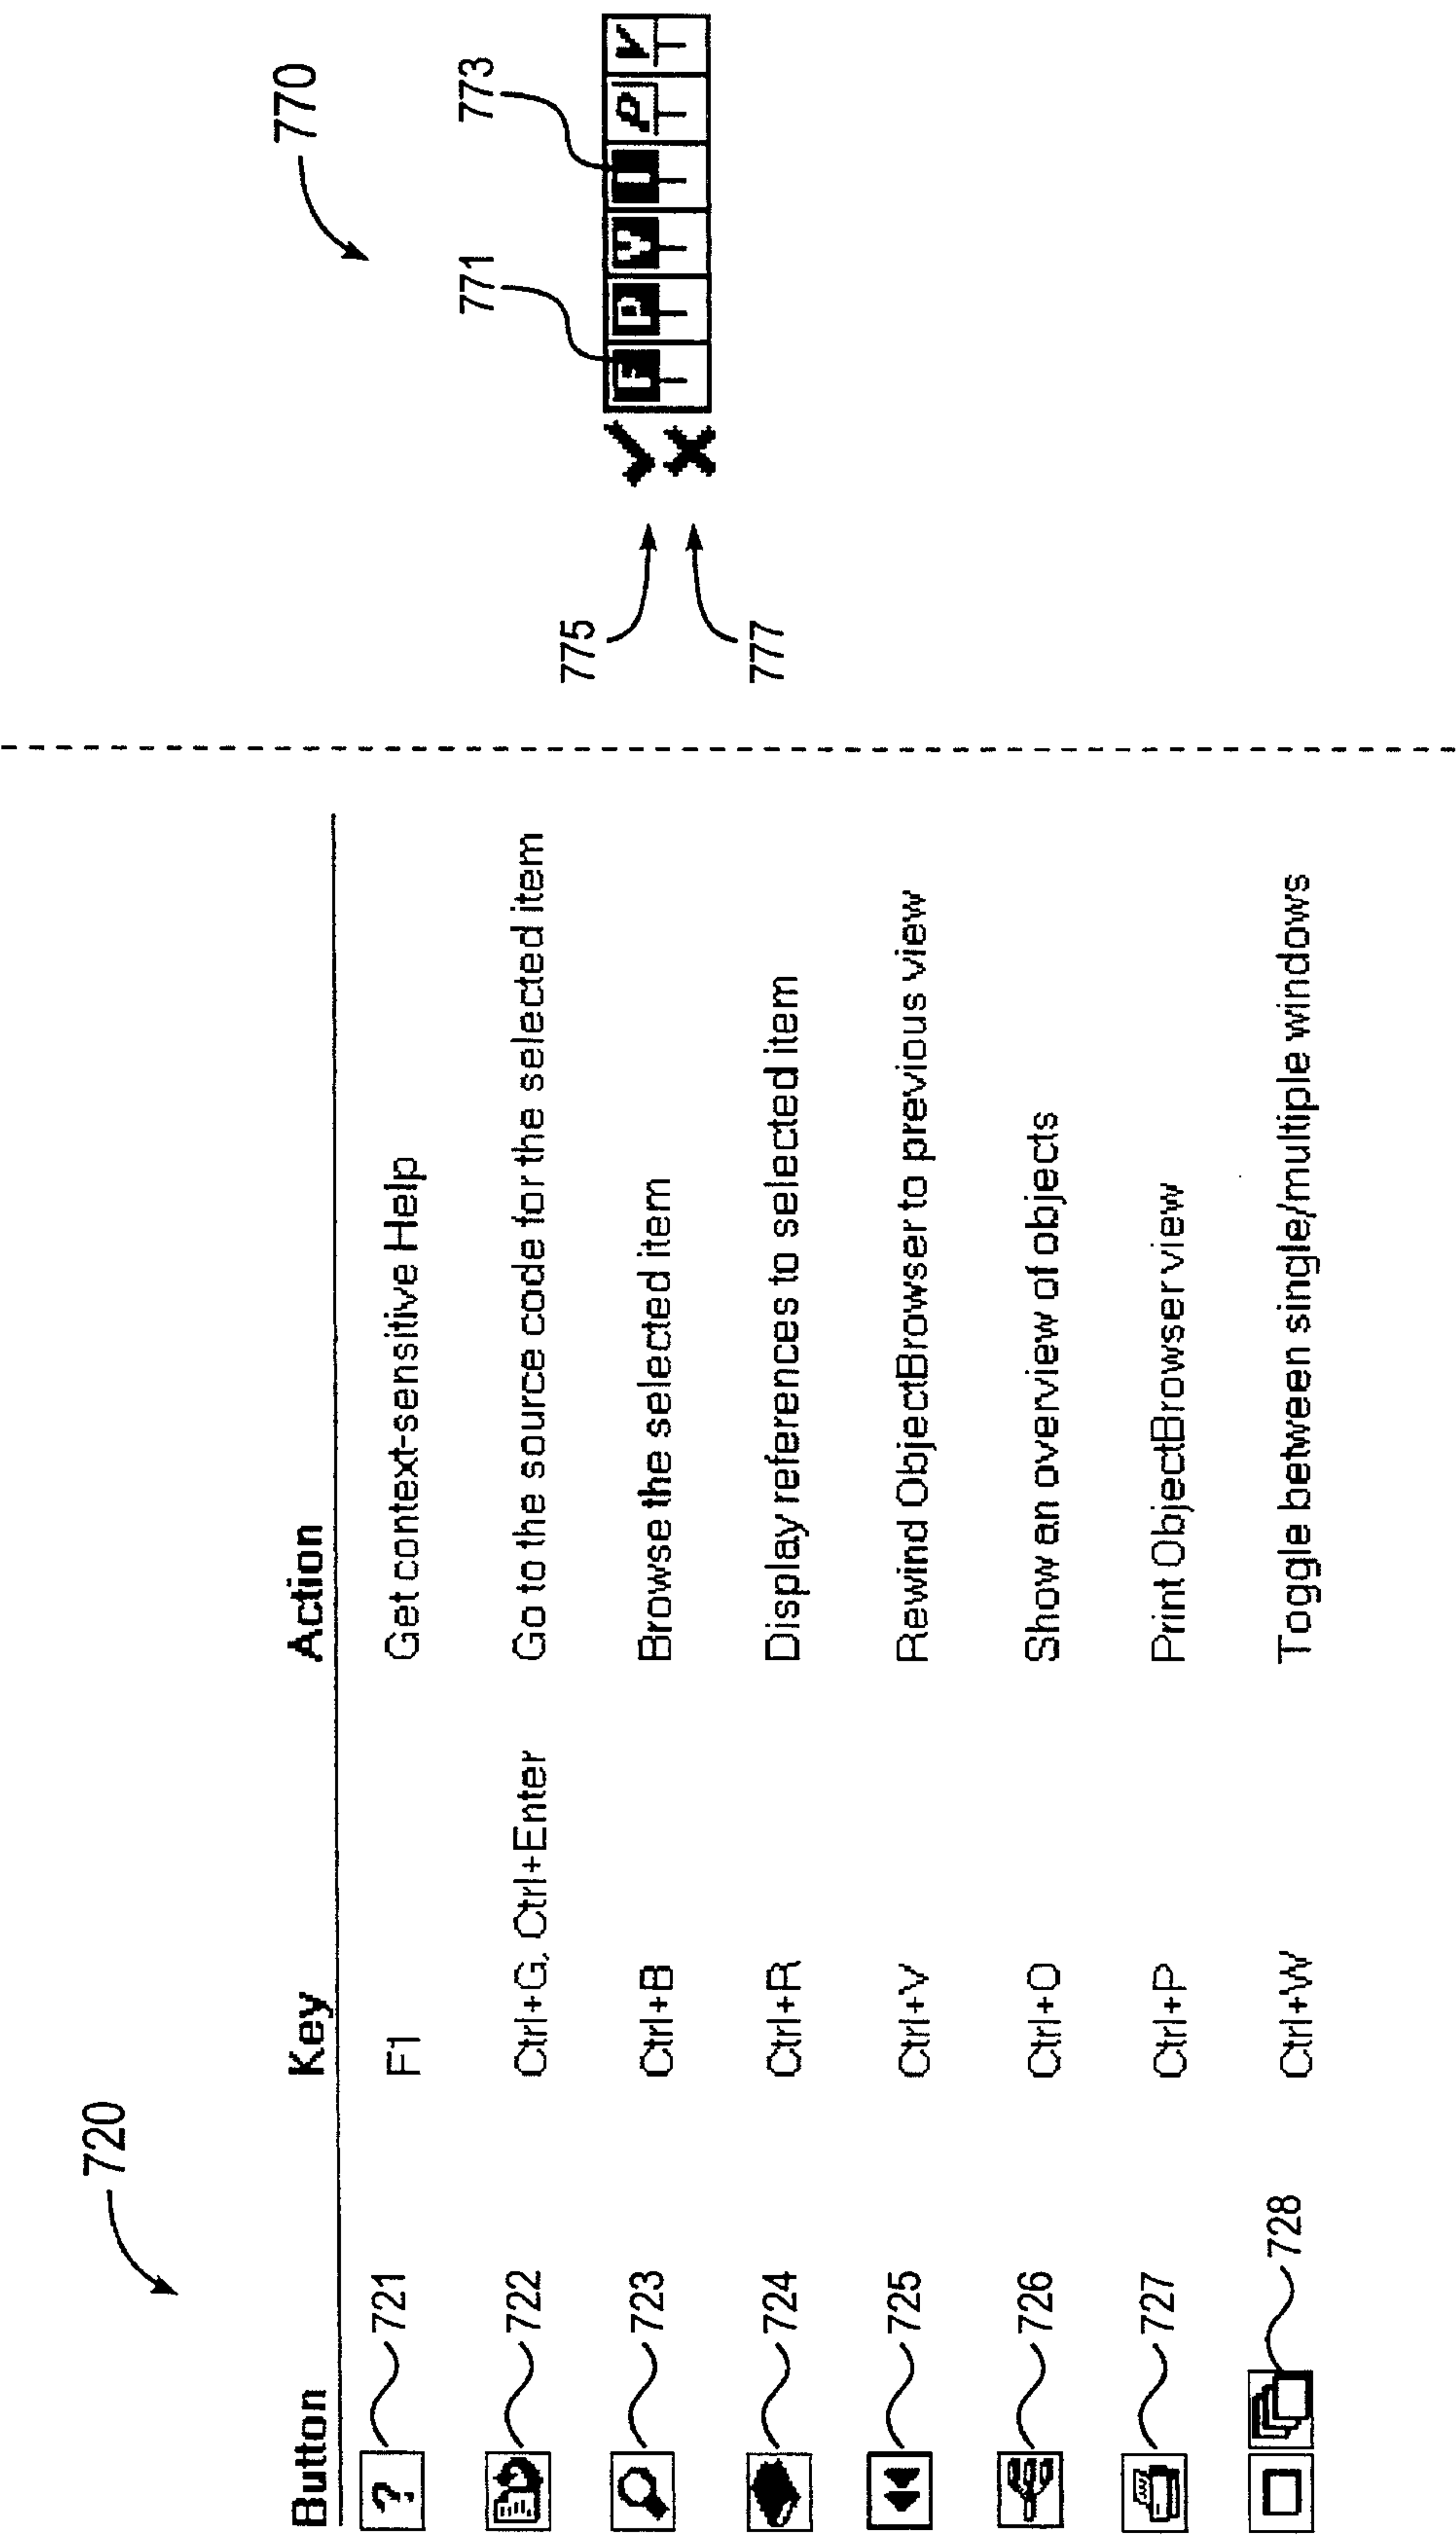 720
Button Key Action
721 F1 Get context-sensitive Help
722 Ctrl+G, Ctrl+Enter Go to the source code for the selected item
723 Ctrl+B Browse the selected item
724 Ctrl+R Display references to selected item
725 Ctrl+V Rewind ObjectBrowser to previous view
726 Ctrl+O Show an overview of objects
727 Ctrl+P Print ObjectBrowser view
728 Ctrl+W Toggle between single/multiple windows
770
771 773
F P V I
775
777